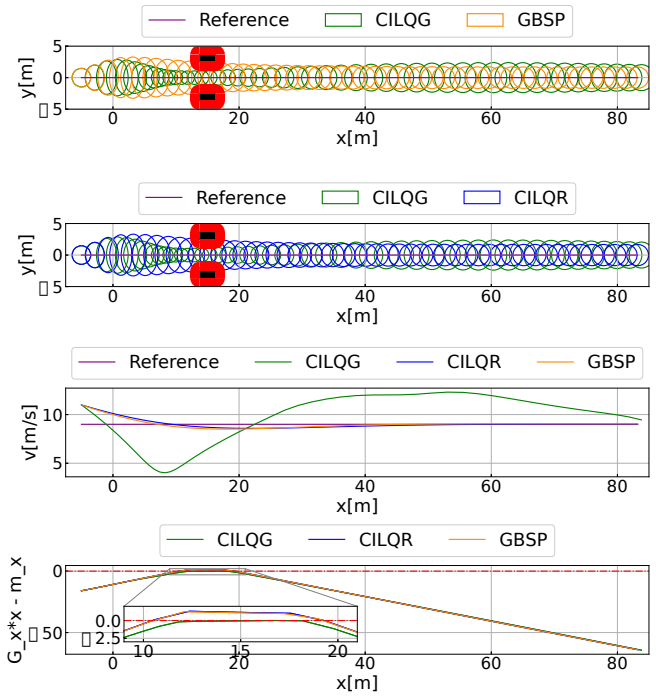 Reference CILQG GBSP
5
0
▯5
y[m]
0 20 40 60 80
x[m]
Reference CILQG CILQR
5
0
▯5
y[m]
0 20 40 60 80
x[m]
Reference CILQG CILQR GBSP
10
5
v[m/s]
0 20 40 60 80
x[m]
CILQG CILQR GBSP
0
▯50
G_x*x - m_x
0.0
▯2.5
10 15 20
0 20 40 60 80
x[m]